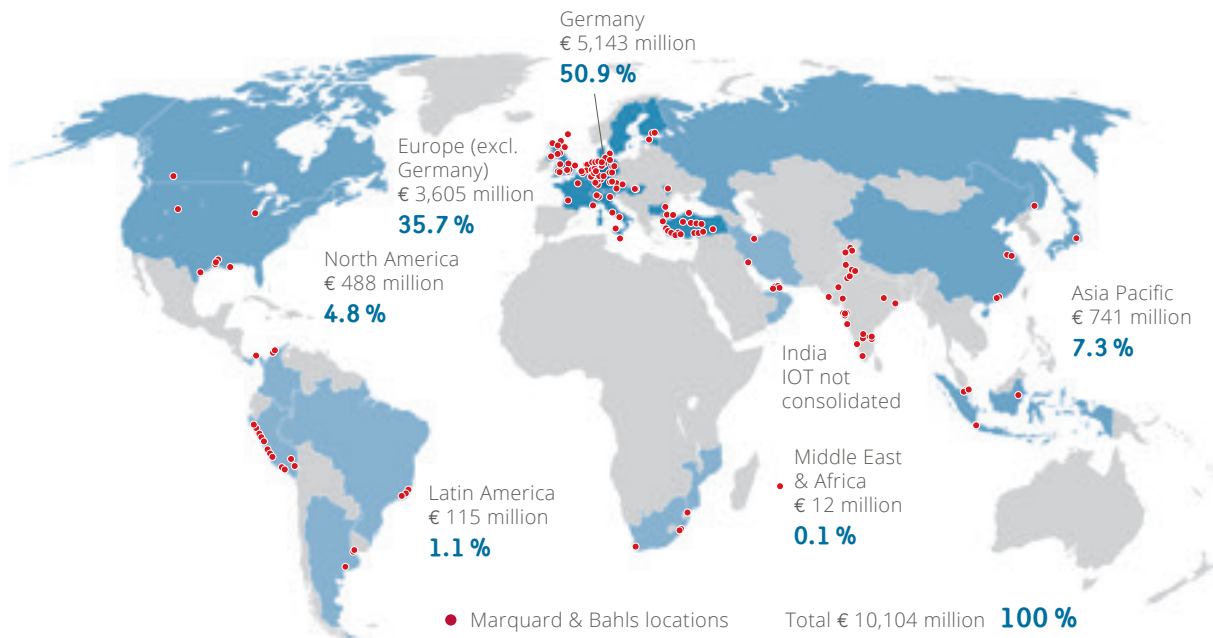 Germany
€ 5,143 million
50.9 %
Europe (excl.
Germany)
€ 3,605 million
35.7 %
North America
€ 488 million
4.8 %
Asia Pacific
€ 741 million
7.3 %
India
IOT not
consolidated
Middle East
& Africa
€ 12 million
0.1 %
Latin America
€ 115 million
1.1 %
Marquard & Bahls locations
Total € 10,104 million 100 %